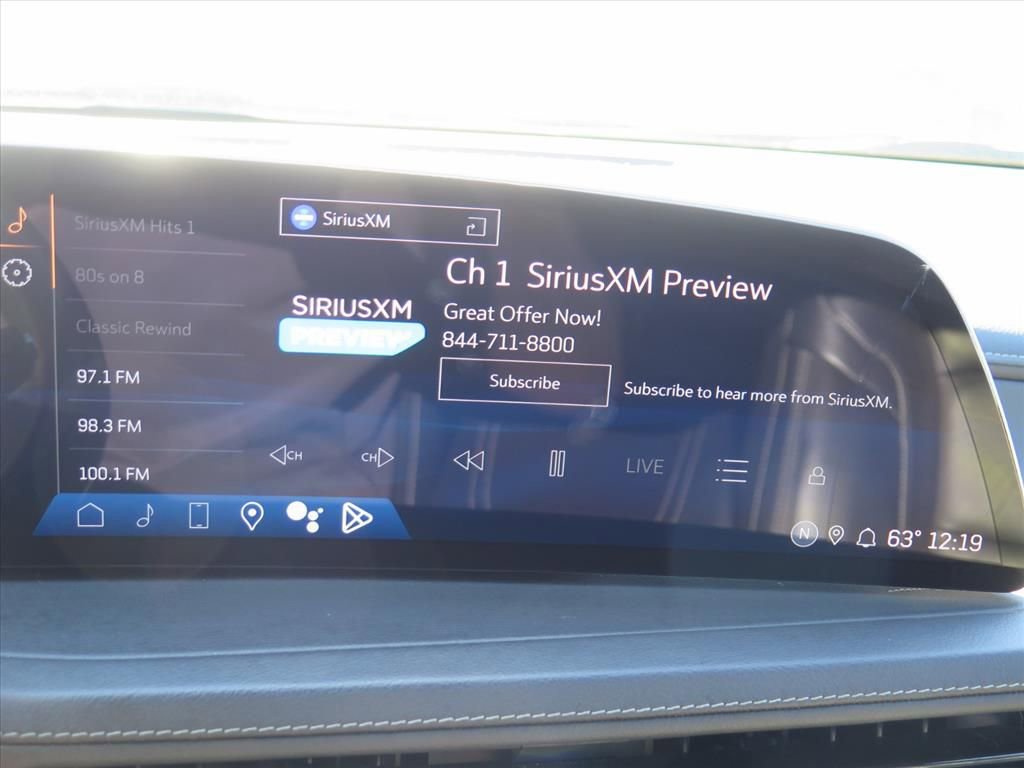 SiriusXM Hits 1
80s on 8
Classic Rewind
97.1 FM
98.3 FM
100.1 FM
SiriusXM
SIRIUSXM
PREVIEW
Ch 1 SiriusXM Preview
Great Offer Now!
844-711-8800
Subscribe
Subscribe to hear more from SiriusXM.
CH
CH
LIVE
N
63° 12:19